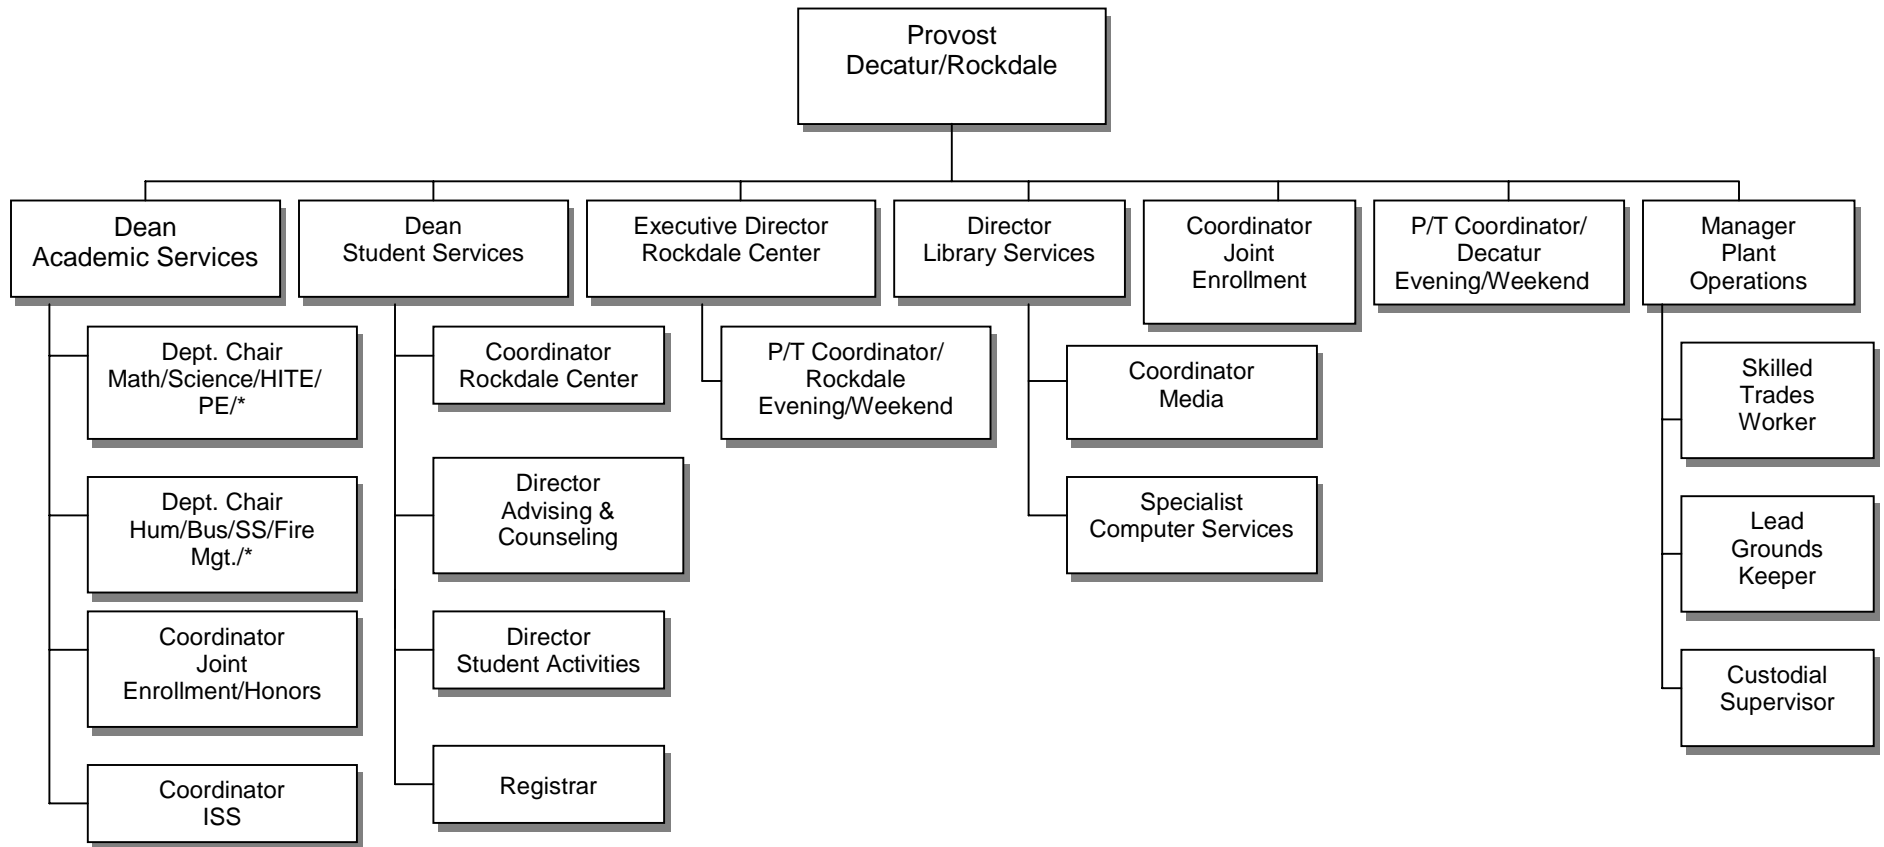 Provost
Decatur/Rockdale
Dean
Academic Services
Dean
Student Services
Executive Director
Rockdale Center
Director
Library Services
Coordinator
Joint
Enrollment
P/T Coordinator/
Decatur
Evening/Weekend
Manager
Plant
Operations
Dept. Chair
Math/Science/HITE/
PE/*
Dept. Chair
Hum/Bus/SS/Fire
Mgt./*
Coordinator
Joint
Enrollment/Honors
Coordinator
ISS
Coordinator
Rockdale Center
Director
Advising &
Counseling
Director
Student Activities
Registrar
P/T Coordinator/
Rockdale
Evening/Weekend
Coordinator
Media
Specialist
Computer Services
Skilled
Trades
Worker
Lead
Grounds
Keeper
Custodial
Supervisor